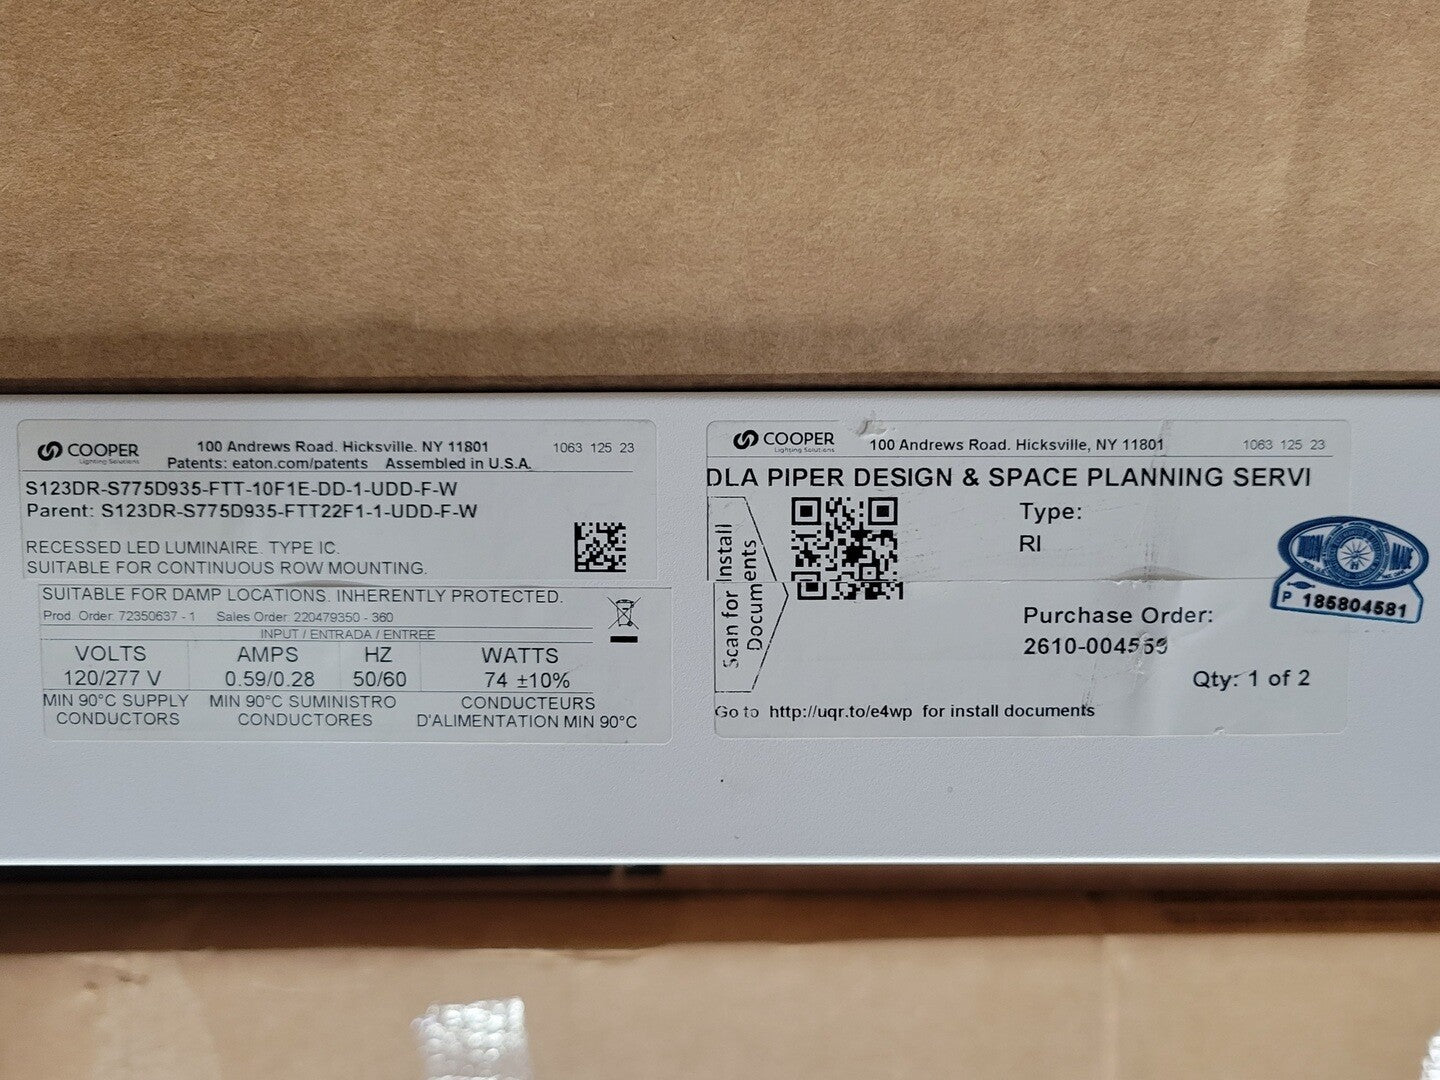 COOPER
Lighting Solutions
100 Andrews Road. Hicksville. NY 11801
1063 125 23
Patents: eaton.com/patents Assembled in U.S.A.
S123DR-S775D935-FTT-10F1E-DD-1-UDD-F-W
Parent: S123DR-S775D935-FTT22F1-1-UDD-F-W
RECESSED LED LUMINAIRE. TYPE IC.
SUITABLE FOR CONTINUOUS ROW MOUNTING.
SUITABLE FOR DAMP LOCATIONS. INHERENTLY PROTECTED.
Prod. Order: 72350637 - 1 Sales Order: 220479350 - 360
INPUT / ENTRADA / ENTREE
VOLTS AMPS HZ WATTS
120/277 V 0.59/0.28 50/60 74 ±10%
MIN 90°C SUPPLY CONDUCTORS
MIN 90°C SUMINISTRO CONDUCTORES
CONDUCTEURS D'ALIMENTATION MIN 90°C
COOPER
Lighting Solutions
100 Andrews Road. Hicksville, NY 11801
1063 125 23
DLA PIPER DESIGN & SPACE PLANNING SERVI
Scan for Install
Documents
Type:
RI
Purchase Order:
2610-004569
Qty: 1 of 2
Go to http://uqr.to/e4wp for install documents
UNION MADE
P 185804581